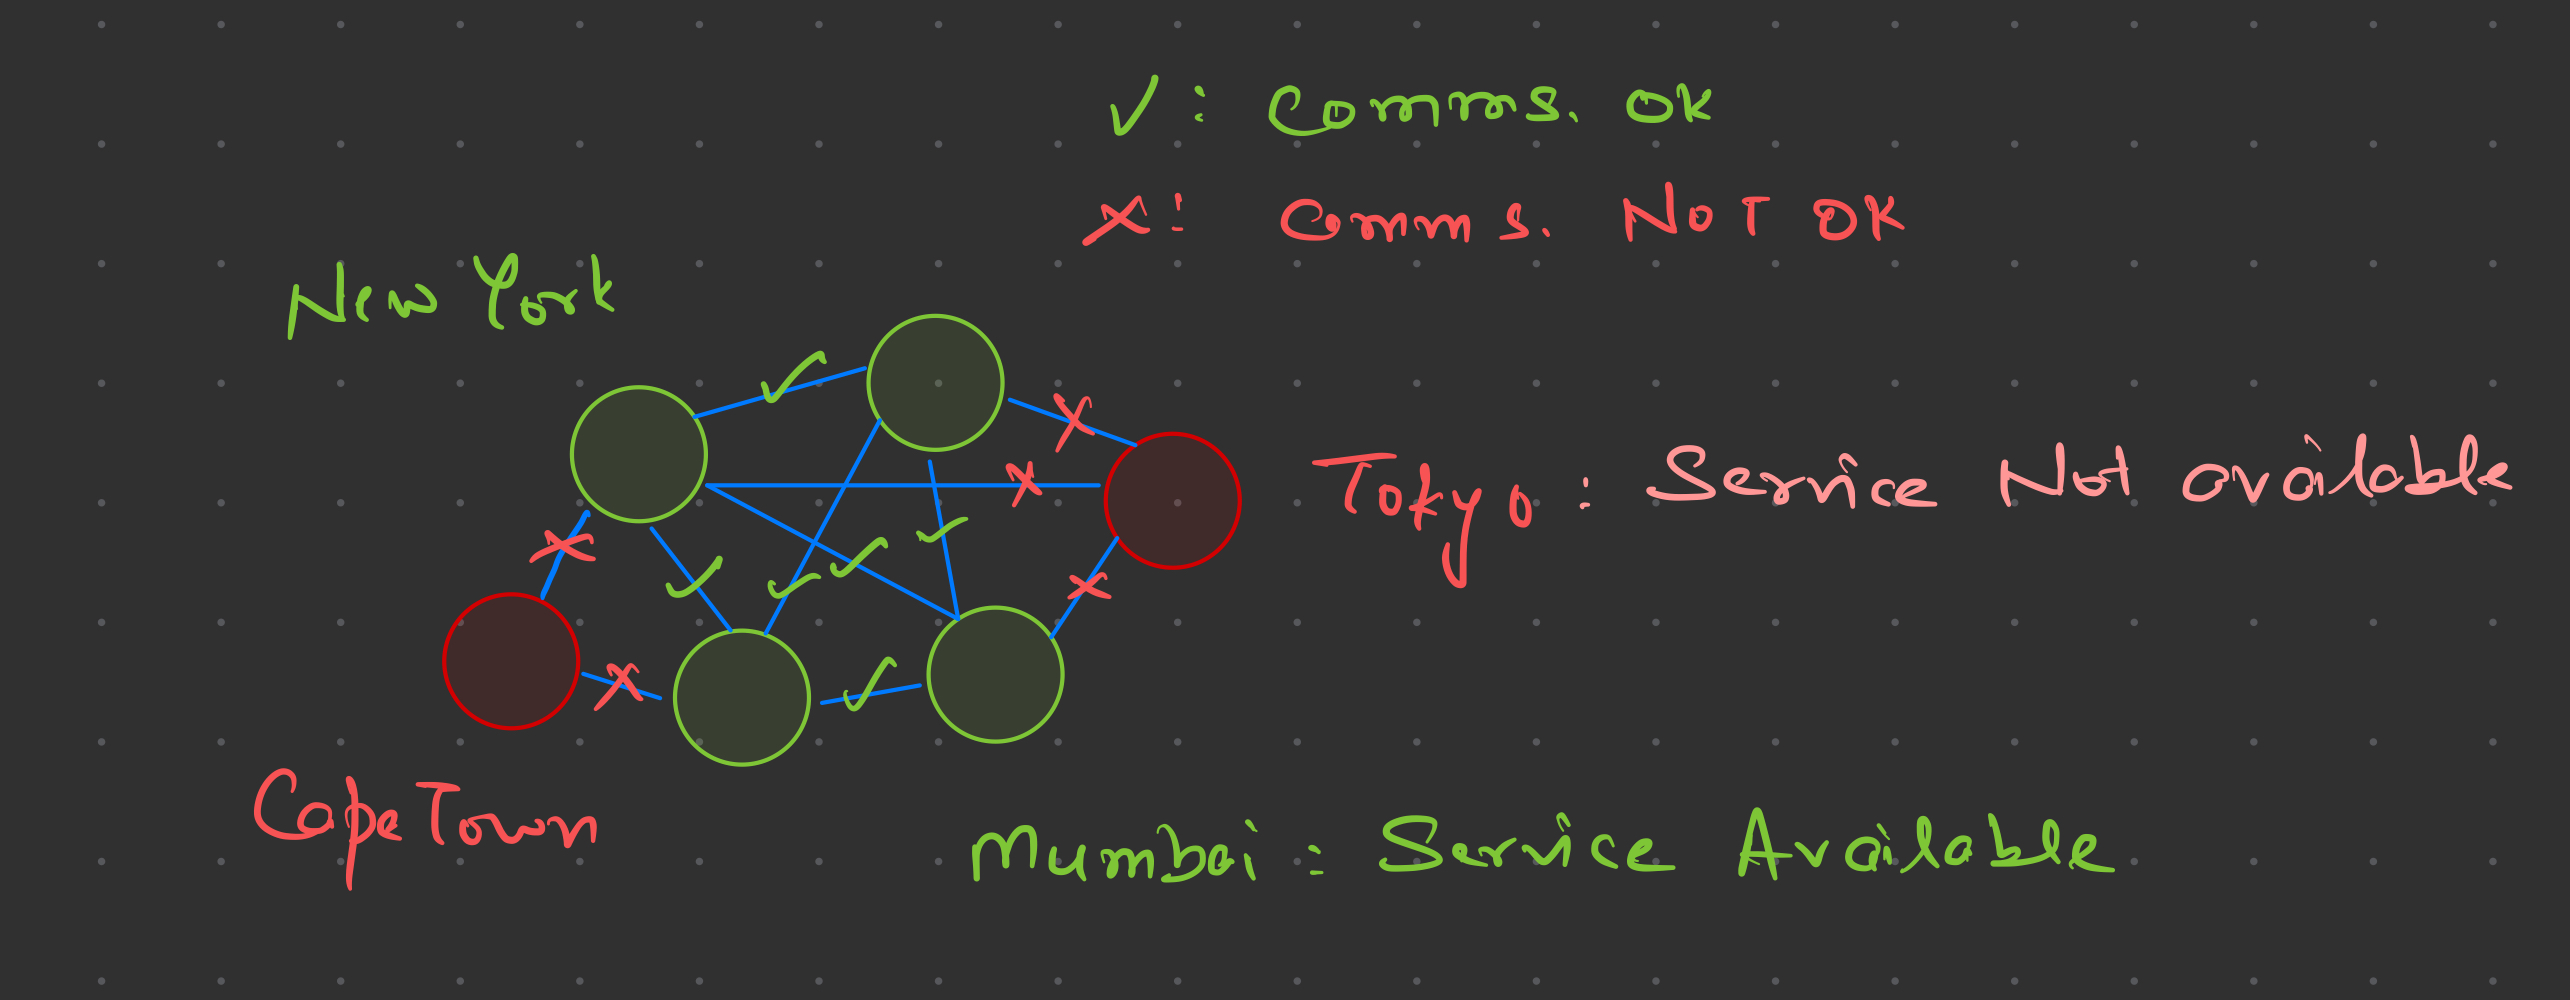 ✓: Comms. OK
✗: Comms. NOT OK
New York
Tokyo: Service Not available
Cape Town
Mumbai: Service Available